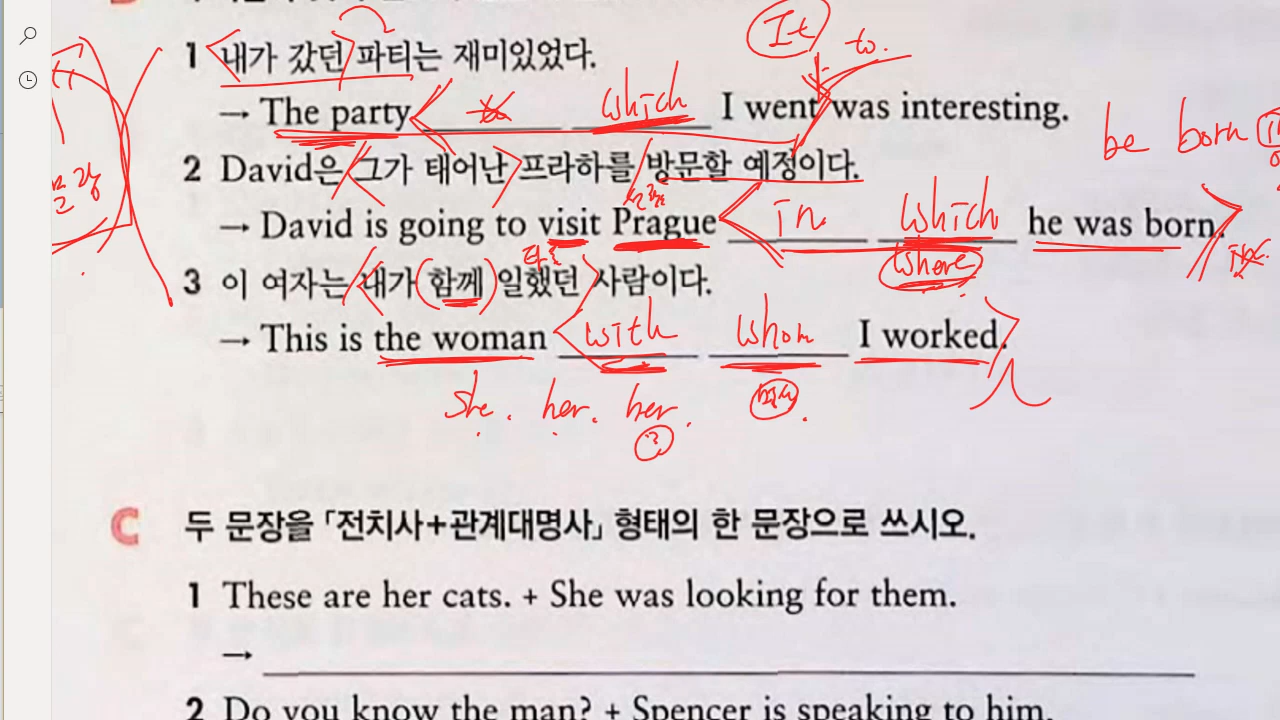 It
to.
1 내가 갔던 파티는 재미있었다.
→ The party to which I went was interesting.
be born in
2 David은 그가 태어난 프라하를 방문할 예정이다.
→ David is going to visit Prague in which he was born.
where
3 이 여자는 내가 함께 일했던 사람이다.
→ This is the woman with whom I worked.
she. her. her.
C 두 문장을 「전치사+관계대명사」 형태의 한 문장으로 쓰시오.
1 These are her cats. + She was looking for them.
→
2 Do you know the man? + Spencer is speaking to him.